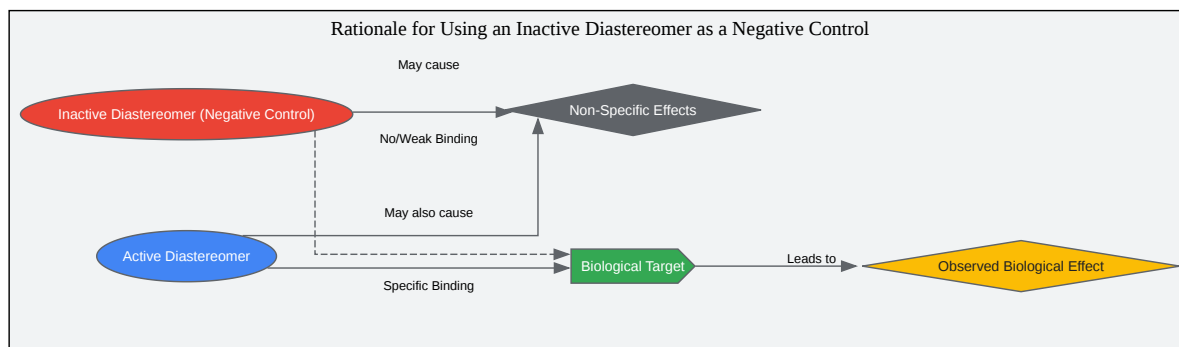 Rationale for Using an Inactive Diastereomer as a Negative Control
May cause
Inactive Diastereomer (Negative Control)
Non-Specific Effects
No/Weak Binding
May also cause
Active Diastereomer
Biological Target
Leads to
Observed Biological Effect
Specific Binding